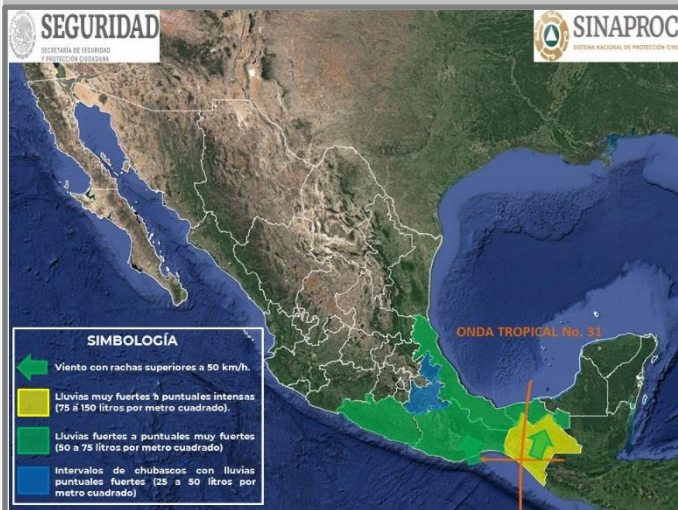 SEGURIDAD
SECRETARÍA DE SEGURIDAD
Y PROTECCIÓN CIUDADANA
SINAPROC
SISTEMA NACIONAL DE PROTECCIÓN CIVIL
ONDA TROPICAL No. 31
SIMBOLOGÍA
Viento con rachas superiores a 50 km/h.
Lluvias muy fuertes a puntuales intensas
(75 a 150 litros por metro cuadrado).
Lluvias fuertes a puntuales muy fuertes
(50 a 75 litros por metro cuadrado)
Intervalos de chubascos con lluvias
puntuales fuertes (25 a 50 litros por
metro cuadrado)